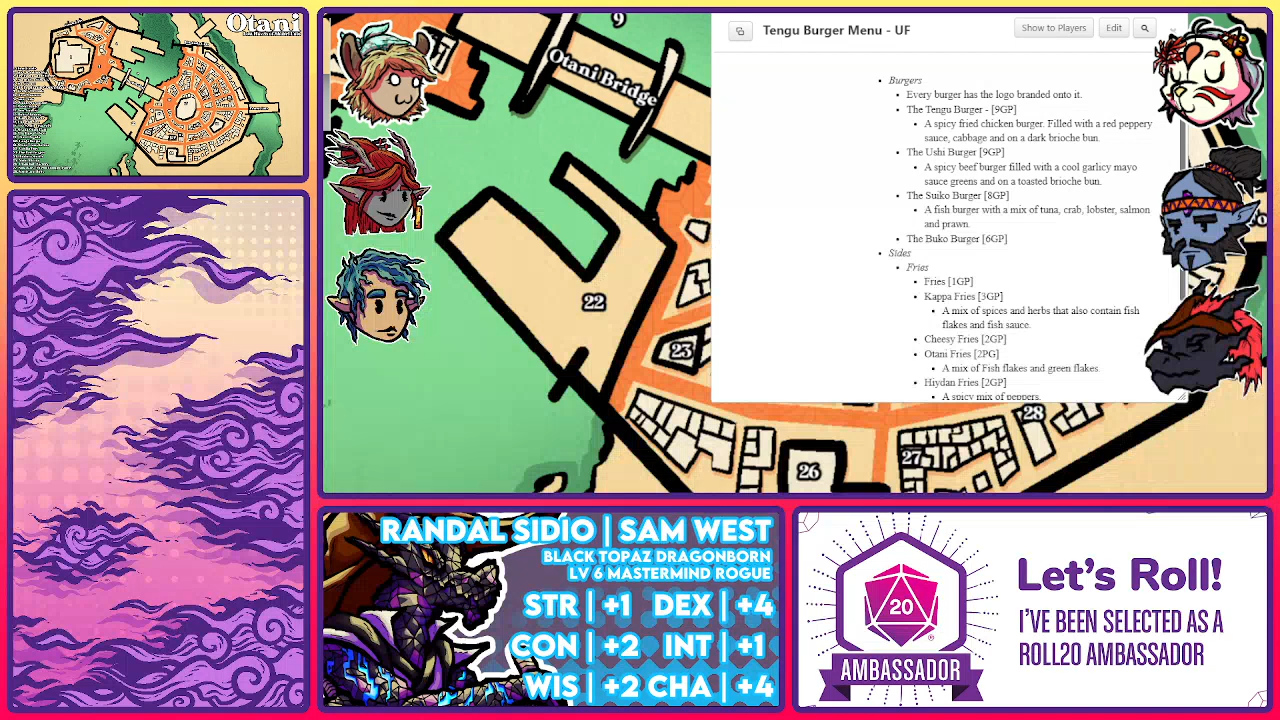 Otani
9
Otani Bridge
22
23
26
27
28
Tengu Burger Menu - UF
Show to Players
Edit
Burgers
Every burger has the logo branded onto it.
The Tengu Burger - [9GP]
A spicy fried chicken burger. Filled with a red peppery
sauce, cabbage and on a dark brioche bun.
The Ushi Burger [9GP]
A spicy beef burger filled with a cool garlicy mayo
sauce greens and on a toasted brioche bun.
The Suiko Burger [8GP]
A fish burger with a mix of tuna, crab, lobster, salmon
and prawn.
The Buko Burger [6GP]
Sides
Fries
Fries [1GP]
Kappa Fries [3GP]
A mix of spices and herbs that also contain fish
flakes and fish sauce.
Cheesy Fries [2GP]
Otani Fries [2PG]
A mix of Fish flakes and green flakes.
Hiydan Fries [2GP]
A spicy mix of peppers.
RANDAL SIDIO | SAM WEST
BLACK TOPAZ DRAGONBORN
LV 6 MASTERMIND ROGUE
STR | +1 DEX | +4
CON | +2 INT | +1
WIS | +2 CHA | +4
20
®
AMBASSADOR
Let's Roll!
I'VE BEEN SELECTED AS A
ROLL20 AMBASSADOR